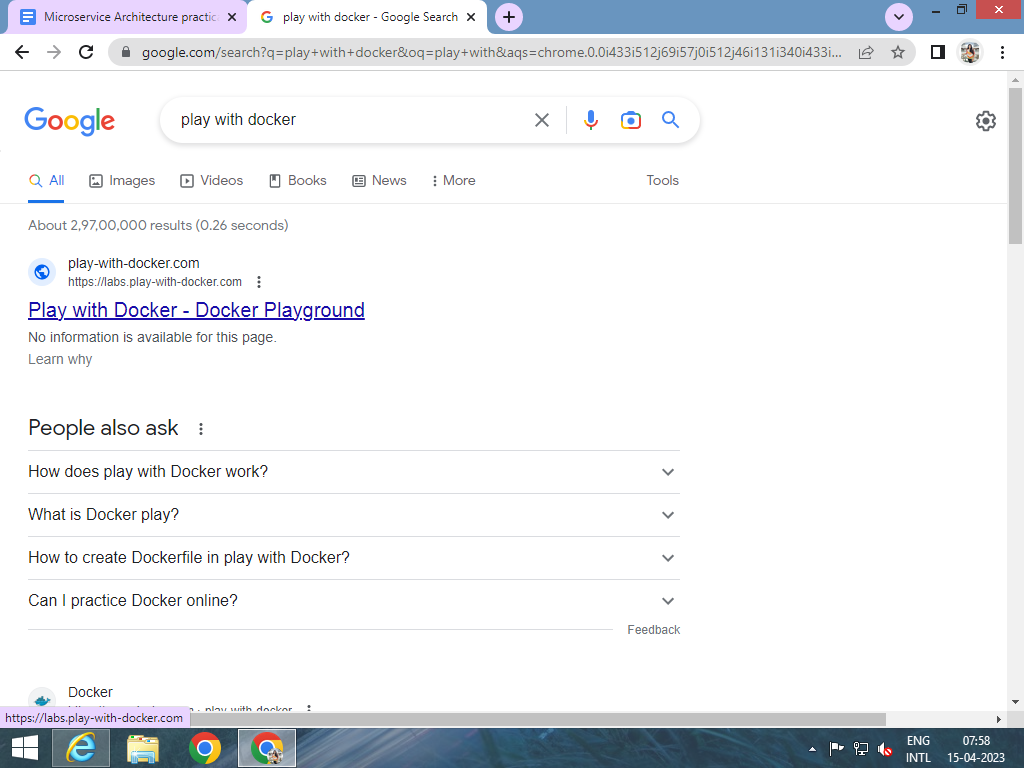 Microservice Architecture practic
play with docker - Google Search
google.com/search?q=play+with+docker&oq=play+with&aqs=chrome.0.0i433i512j69i57j0i512j46i131i340i433i...
Google
play with docker
All
Images
Videos
Books
News
More
Tools
About 2,97,00,000 results (0.26 seconds)
play-with-docker.com
https://labs.play-with-docker.com
Play with Docker - Docker Playground
No information is available for this page.
Learn why
People also ask
How does play with Docker work?
What is Docker play?
How to create Dockerfile in play with Docker?
Can I practice Docker online?
Feedback
Docker
play-with-docker
https://labs.play-with-docker.com
ENG
07:58
INTL
15-04-2023